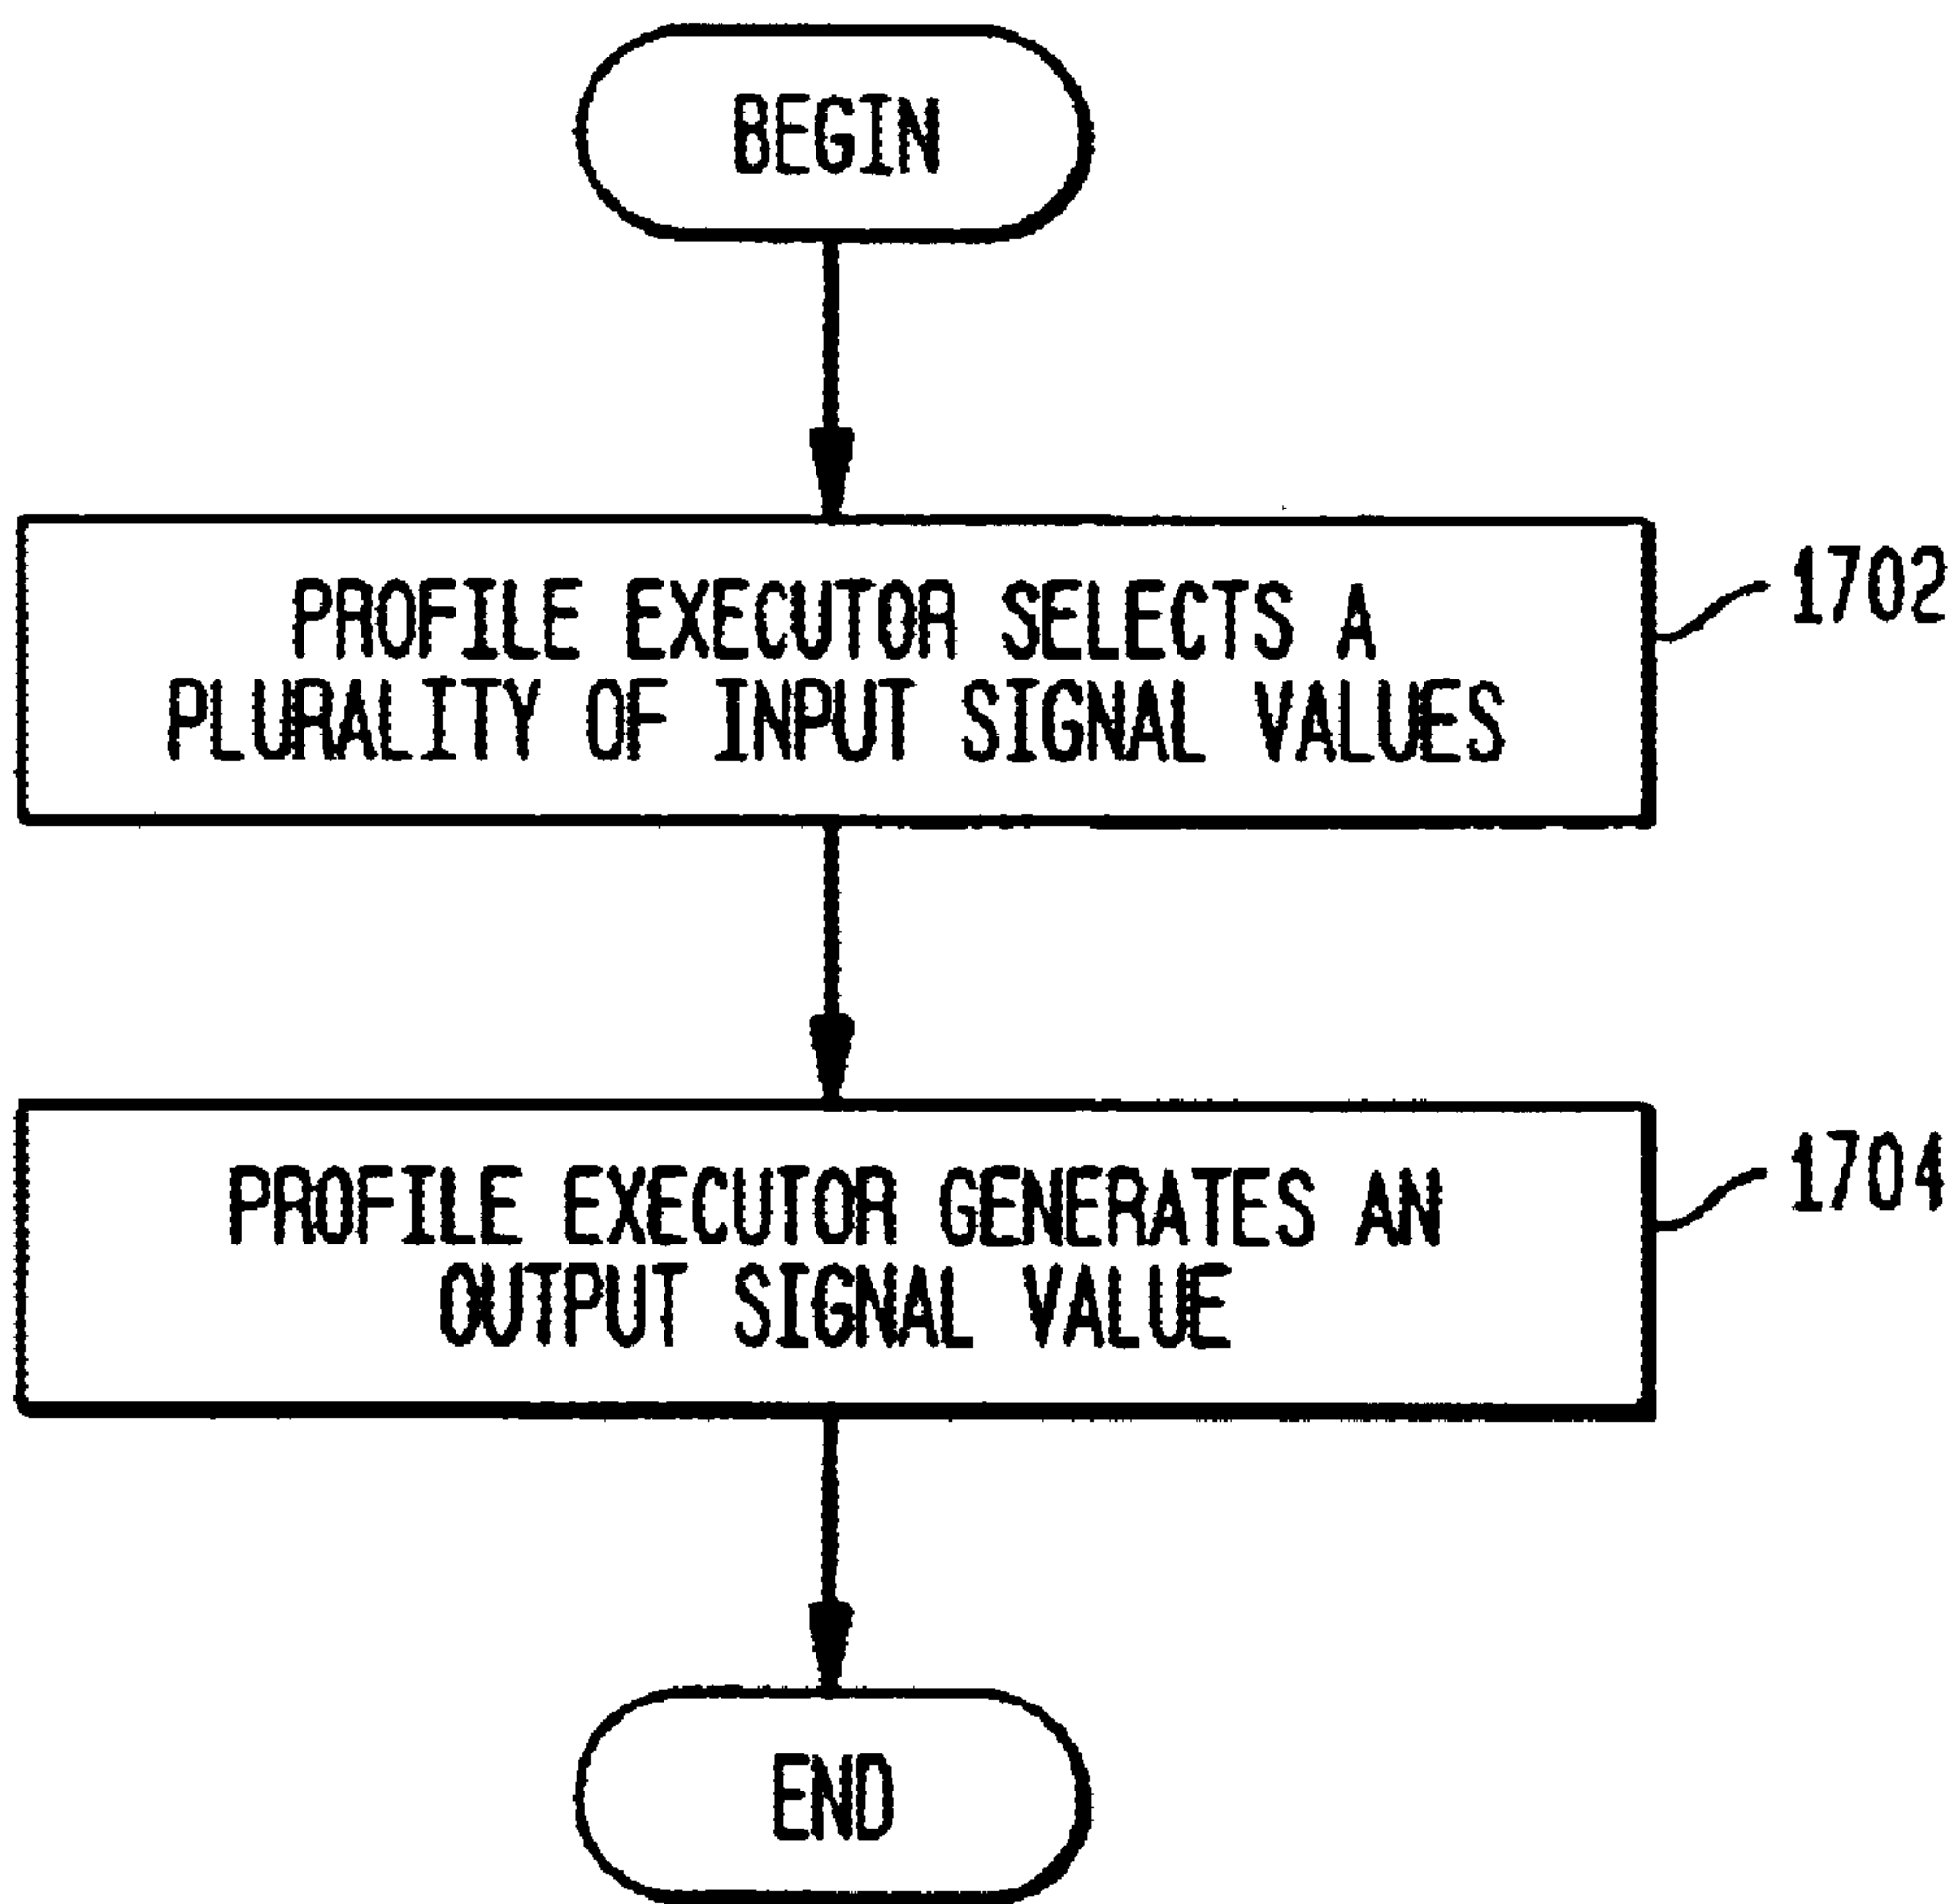 BEGIN
PROFILE EXECUTOR SELECTS A
PLURALITY OF INPUT SIGNAL VALUES
1702
PROFILE EXECUTOR GENERATES AN
OUTPUT SIGNAL VALUE
1704
END